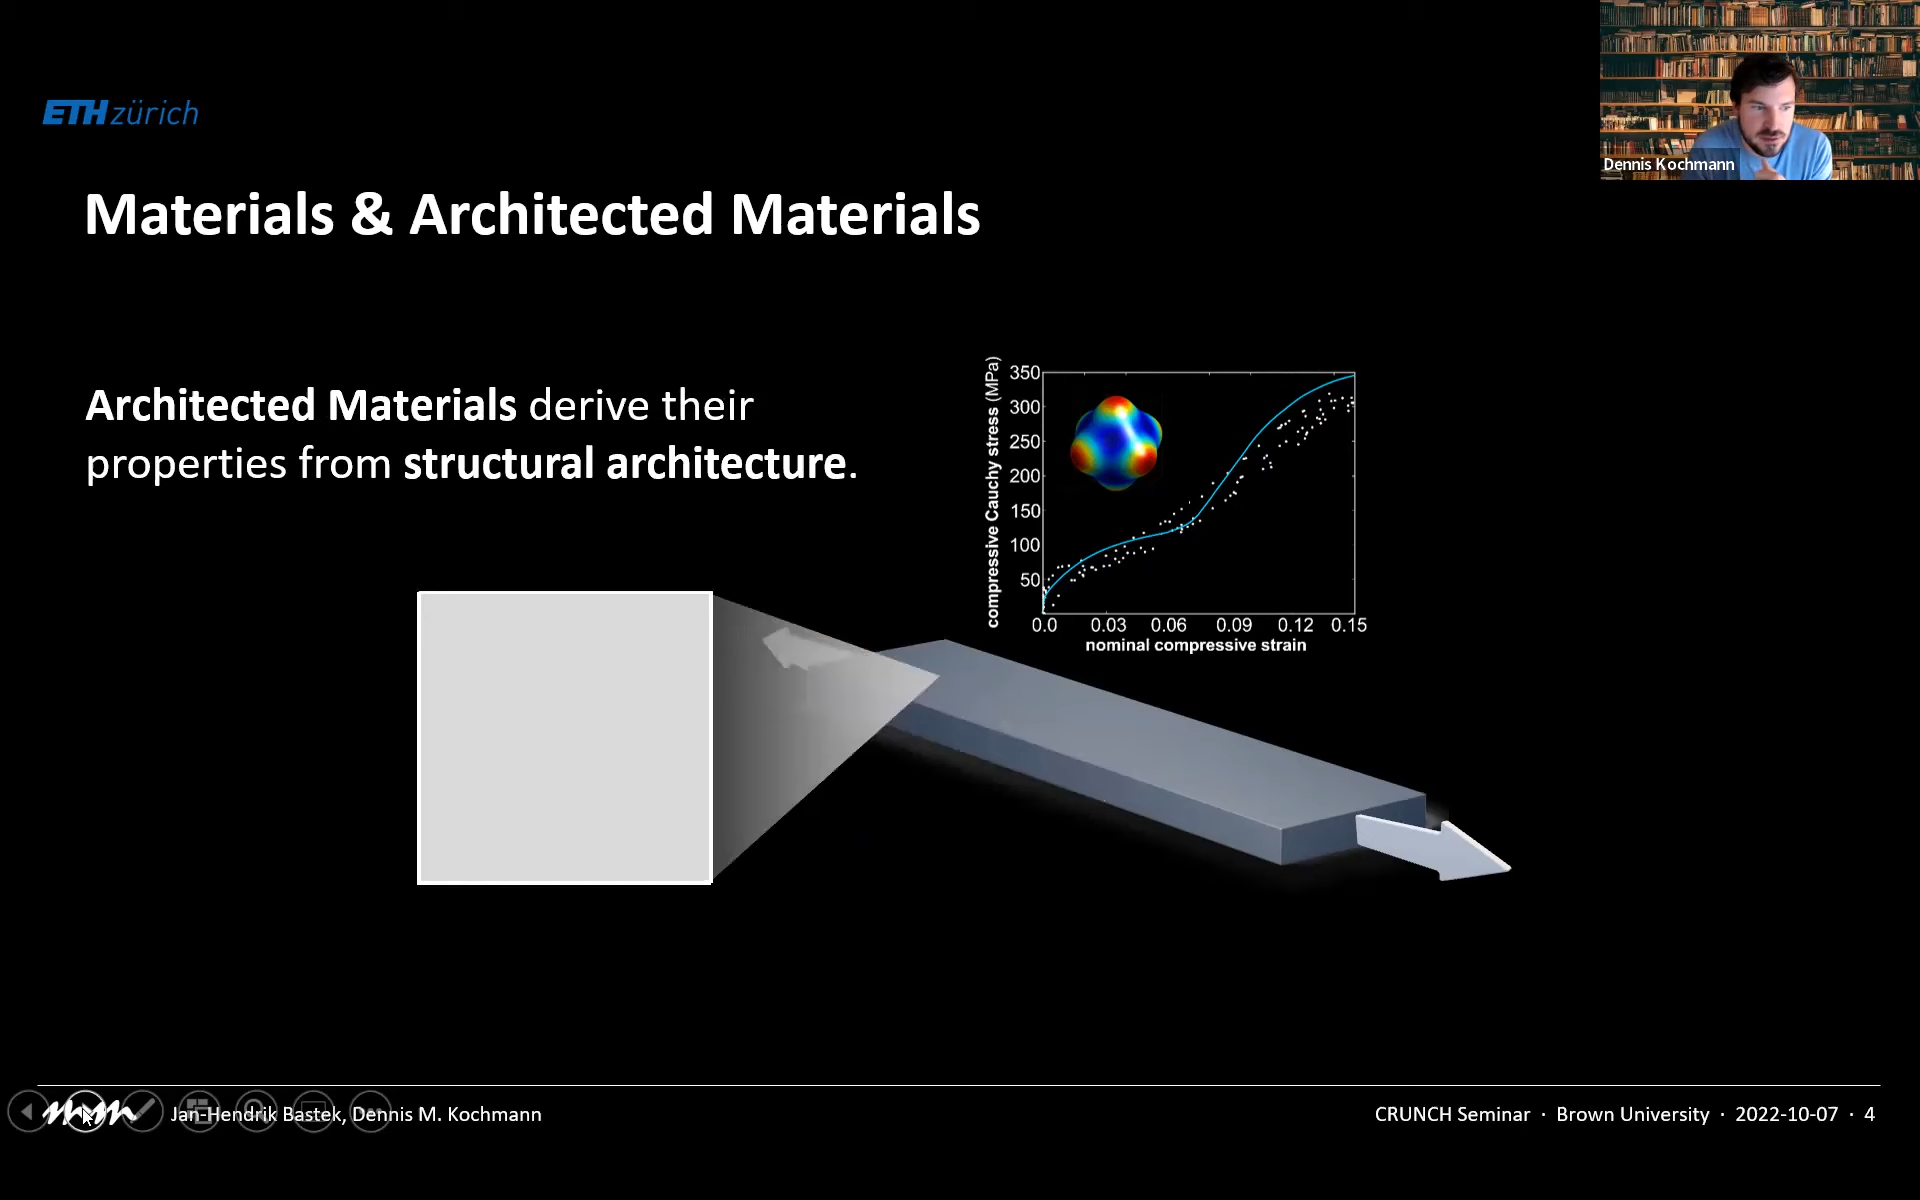 ETH zürich
Dennis Kochmann
Materials & Architected Materials
Architected Materials derive their
properties from structural architecture.
compressive Cauchy stress (MPa)
350
300
250
200
150
100
50
0.0 0.03 0.06 0.09 0.12 0.15
nominal compressive strain
Jan-Hendrik Bastek, Dennis M. Kochmann
CRUNCH Seminar · Brown University · 2022-10-07 · 4